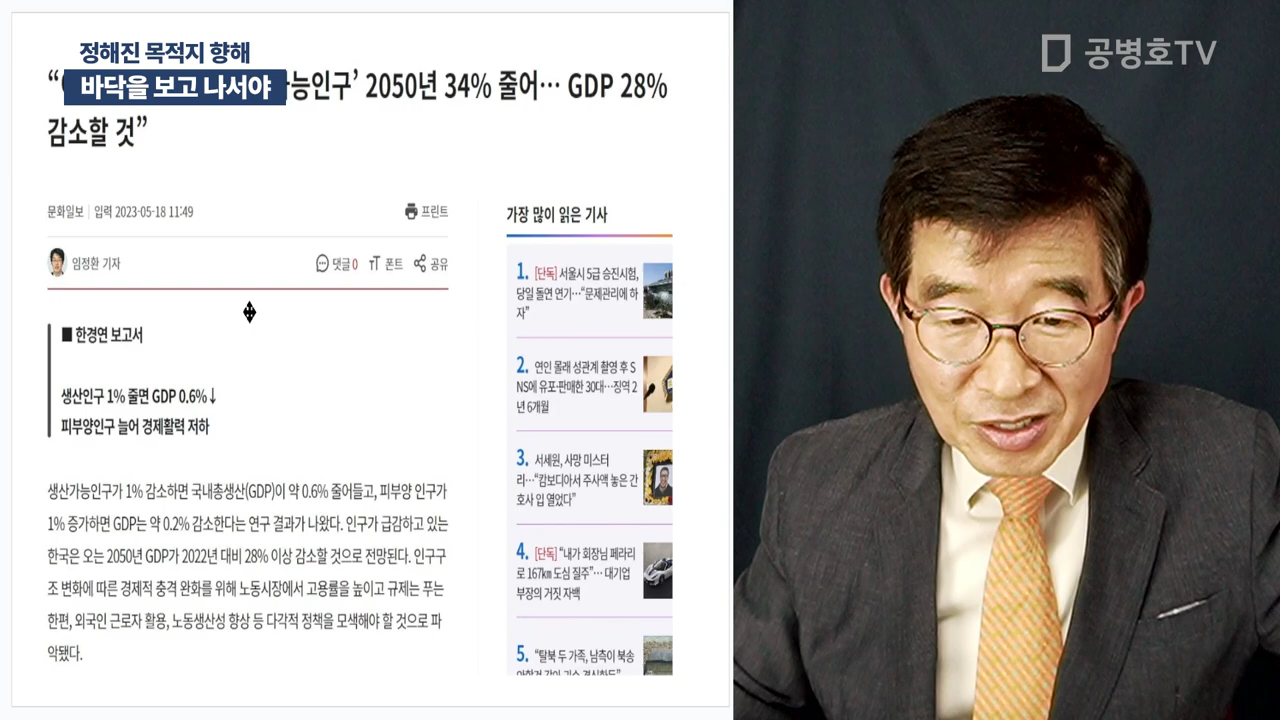 정해진 목적지 향해
바닥을 보고 나서야
능인구’ 2050년 34% 줄어… GDP 28%
감소할 것”
문화일보 | 입력 2023-05-18 11:49
프린트
임정환 기자
댓글 0
폰트
공유
■ 한경연 보고서
생산인구 1% 줄면 GDP 0.6%↓
피부양인구 늘어 경제활력 저하
생산가능인구가 1% 감소하면 국내총생산(GDP)이 약 0.6% 줄어들고, 피부양 인구가
1% 증가하면 GDP는 약 0.2% 감소한다는 연구 결과가 나왔다. 인구가 급감하고 있는
한국은 오는 2050년 GDP가 2022년 대비 28% 이상 감소할 것으로 전망된다. 인구구
조 변화에 따른 경제적 충격 완화를 위해 노동시장에서 고용률을 높이고 규제는 푸는
한편, 외국인 근로자 활용, 노동생산성 향상 등 다각적 정책을 모색해야 할 것으로 파
악됐다.
가장 많이 읽은 기사
1. [단독] 서울시 5급 승진시험,
당일 돌연 연기…“문제관리에 하
자”
2. 연인 몰래 성관계 촬영 후 S
NS에 유포·판매한 30대…징역 2
년 6개월
3. 서세원, 사망 미스터
리…“캄보디아서 주사액 놓은 간
호사 입 열었다”
4. [단독] “내가 회장님 페라리
로 167㎞ 도심 질주”… 대기업
부장의 거짓 자백
5. “탈북 두 가족, 남측이 북송
공병호TV